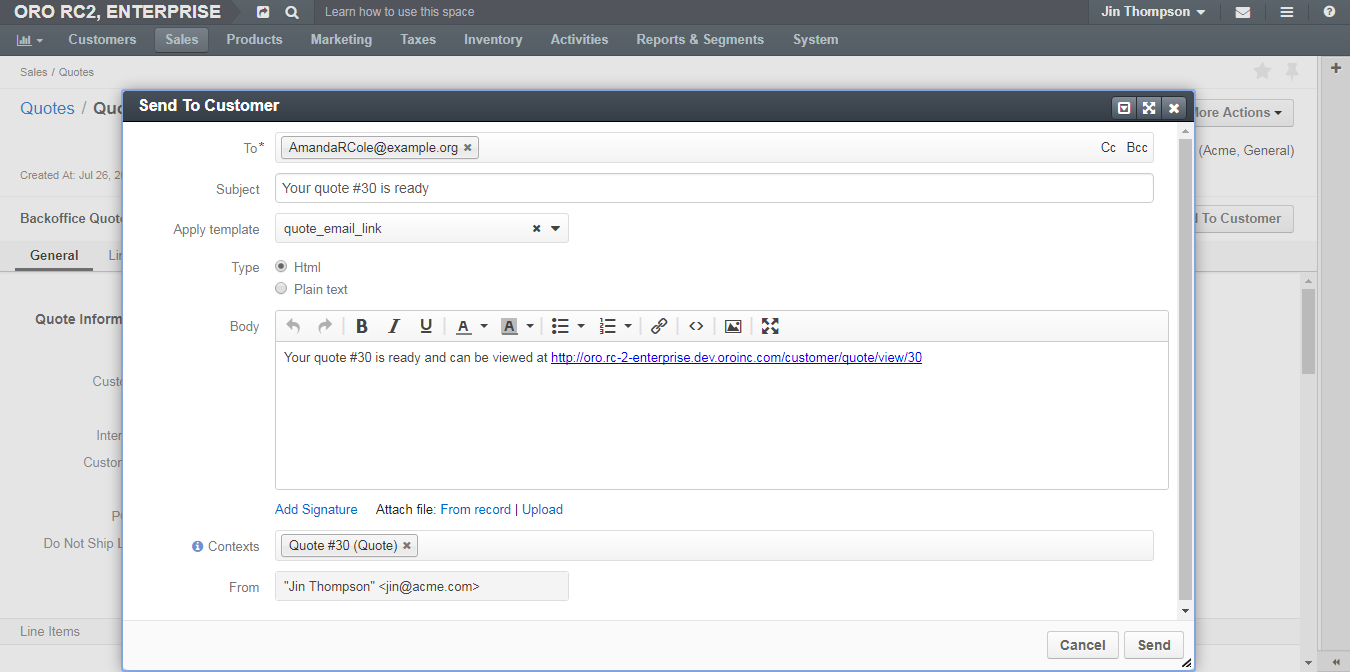 ORO RC2, ENTERPRISE Learn how to use this space Jin Thompson
Customers Sales Products Marketing Taxes Inventory Activities Reports & Segments System
Sales / Quotes
Quotes / Quo
More Actions
Send To Customer
To* AmandaRCole@example.org × Cc Bcc
(Acme, General)
Created At: Jul 26, 20
Subject Your quote #30 is ready
Backoffice Quote
To Customer
Apply template quote_email_link
General Li
Type Html
Plain text
Quote Inform
Body B I U A A
Your quote #30 is ready and can be viewed at http://oro.rc-2-enterprise.dev.oroinc.com/customer/quote/view/30
Custo
Inter
Custor
Add Signature Attach file: From record | Upload
Do Not Ship L
Contexts Quote #30 (Quote) ×
From "Jin Thompson" <jin@acme.com>
Line Items
Cancel Send